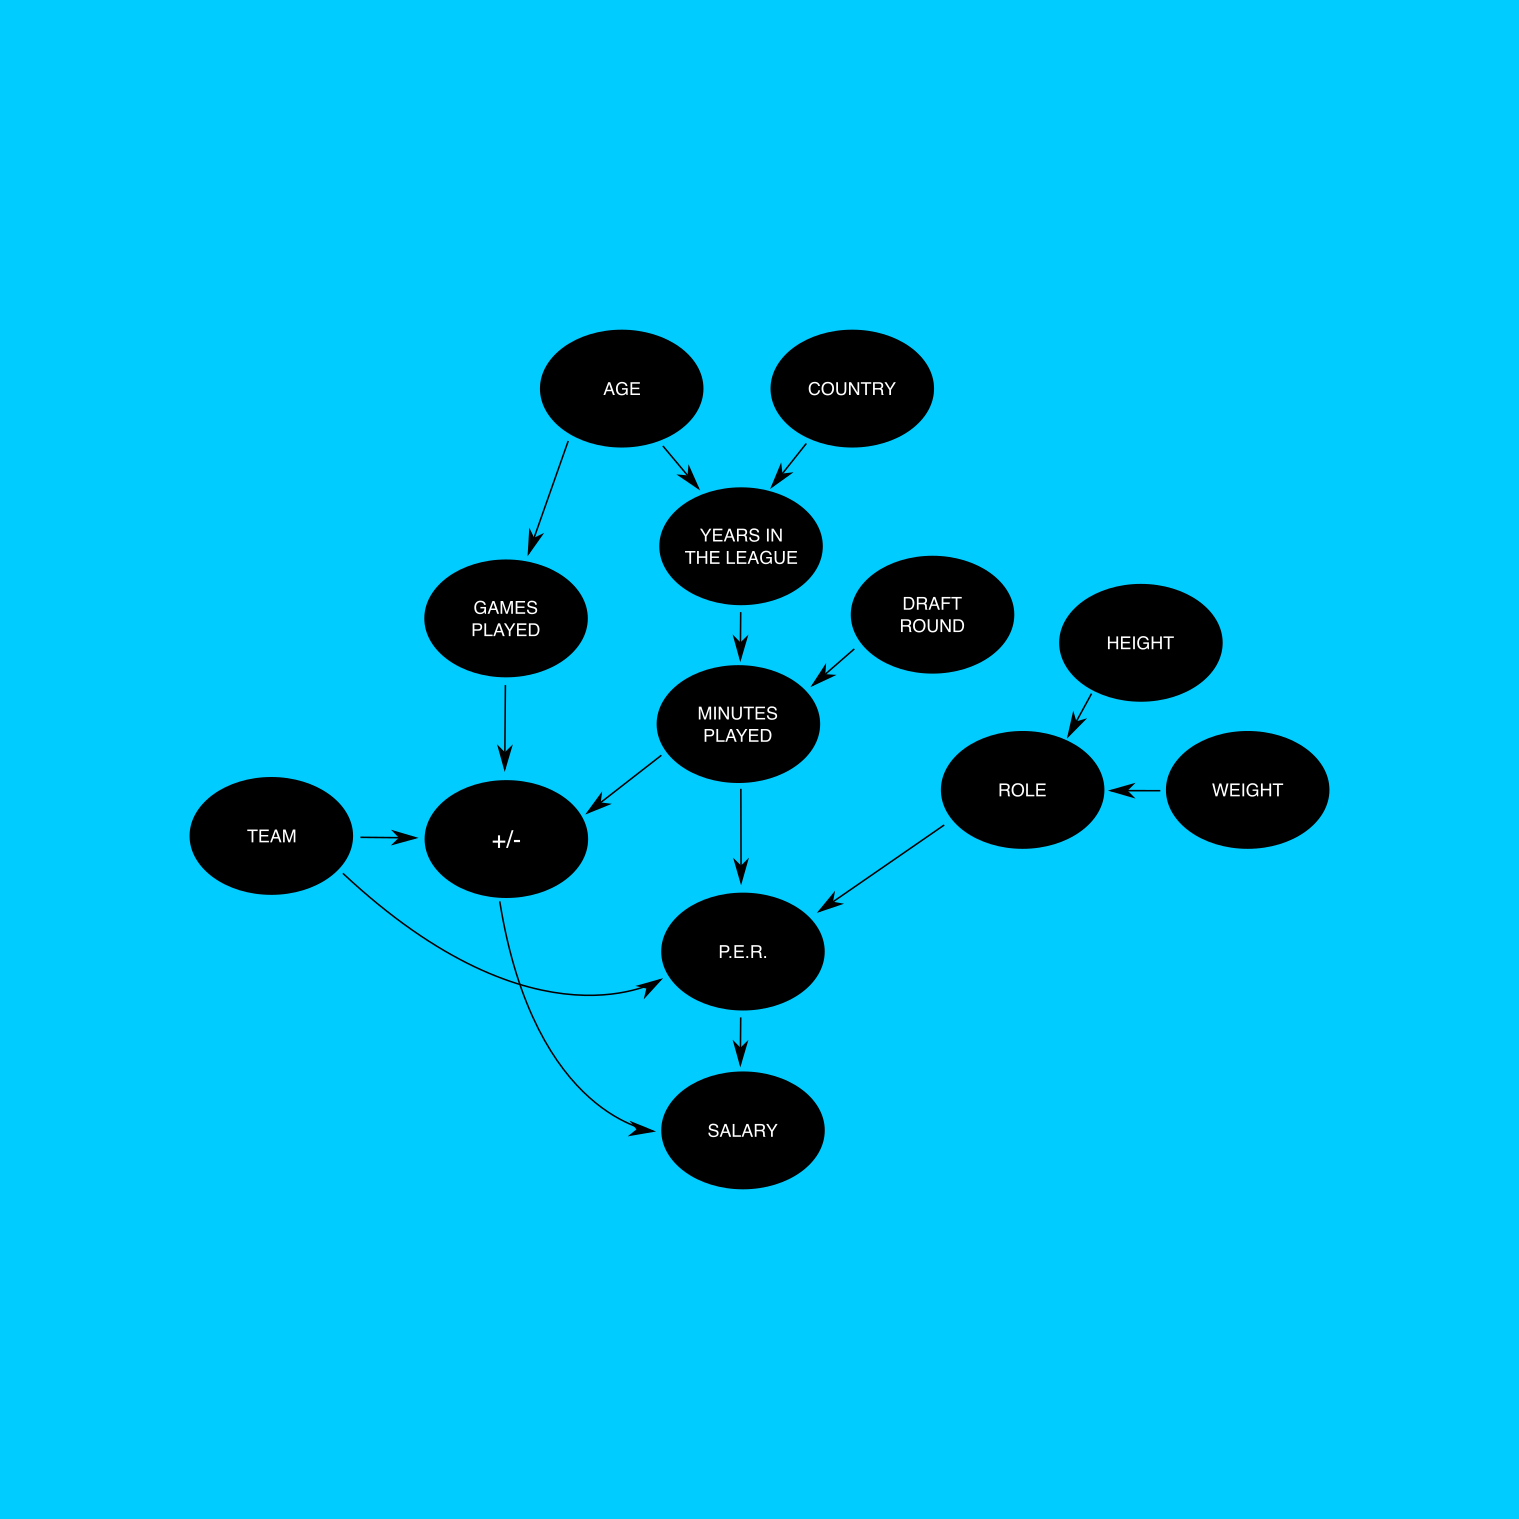 AGE
COUNTRY
YEARS IN
THE LEAGUE
GAMES
PLAYED
DRAFT
ROUND
HEIGHT
MINUTES
PLAYED
ROLE
WEIGHT
TEAM
+/-
P.E.R.
SALARY